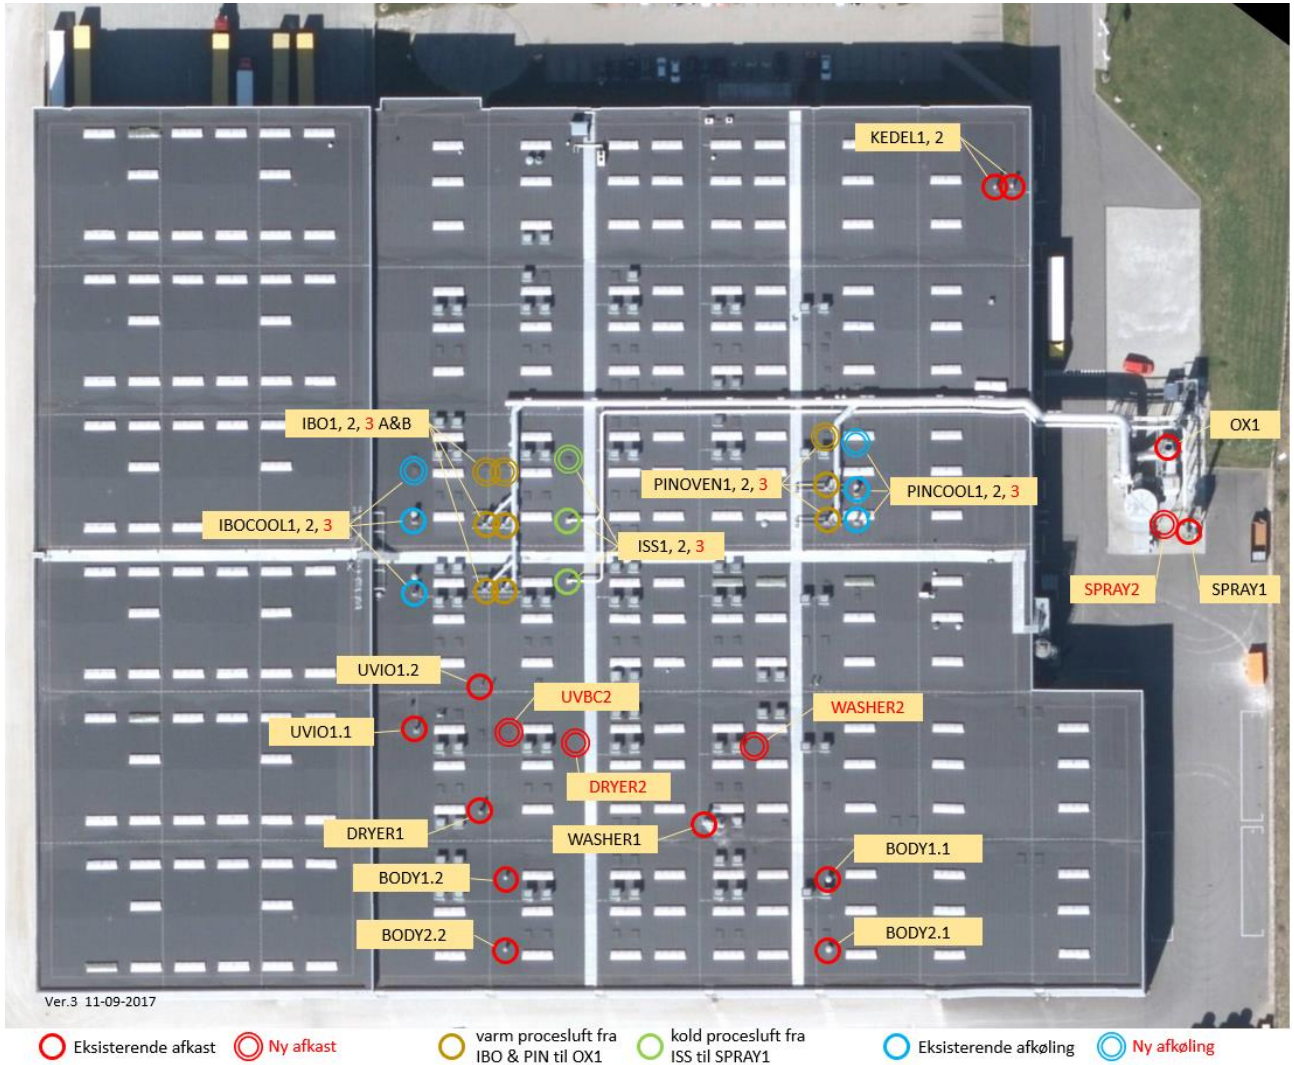 KEDEL1, 2
IBO1, 2, 3 A&B
OX1
PINOVEN1, 2, 3
PINCOOL1, 2, 3
IBOCOOL1, 2, 3
ISS1, 2, 3
SPRAY2
SPRAY1
UVIO1.2
UVBC2
WASHER2
UVIO1.1
DRYER2
DRYER1
WASHER1
BODY1.1
BODY1.2
BODY2.2
BODY2.1
Ver.3 11-09-2017
Eksisterende afkast
Ny afkast
varm procesluft fra
IBO & PIN til OX1
kold procesluft fra
ISS til SPRAY1
Eksisterende afkøling
Ny afkøling